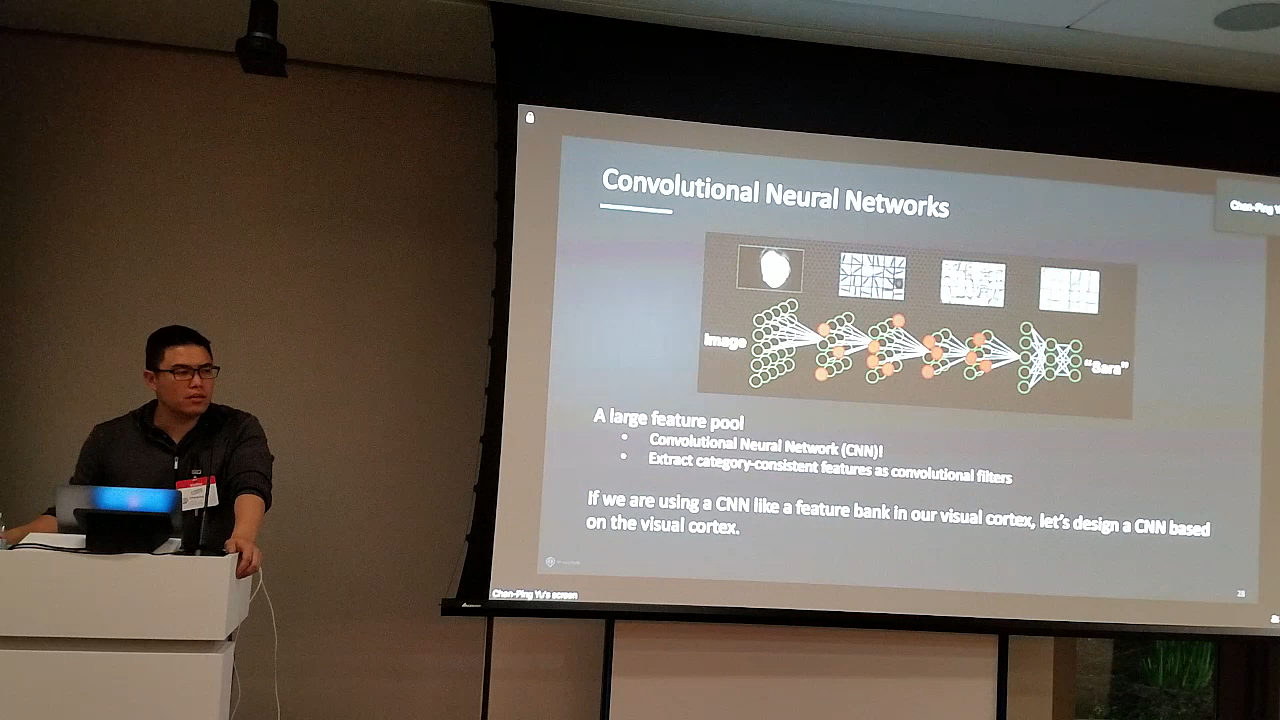 Convolutional Neural Networks
Chen-Ping Y
Image
"Sara"
A large feature pool
• Convolutional Neural Network (CNN)!
• Extract category-consistent features as convolutional filters
If we are using a CNN like a feature bank in our visual cortex, let's design a CNN based
on the visual cortex.
Chen-Ping Yu's screen